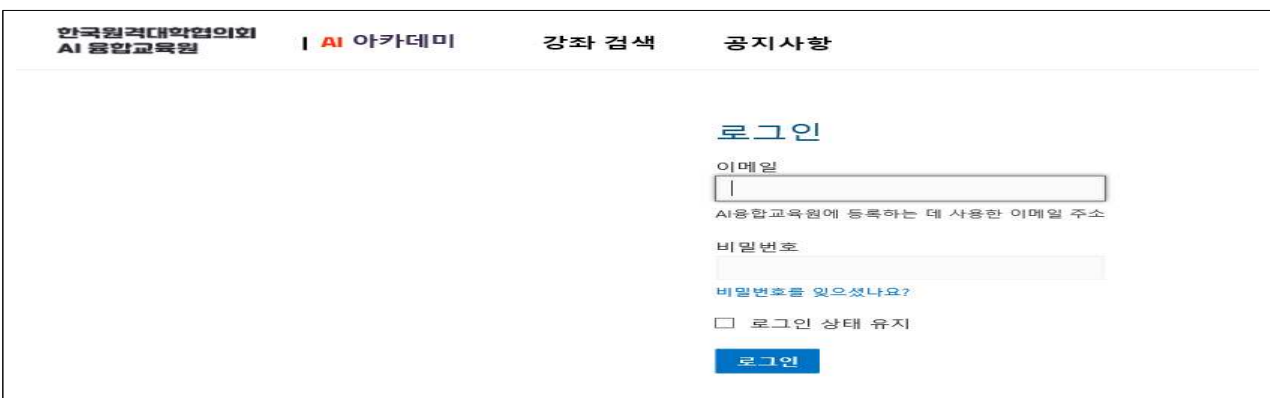 한국원격대학협의회
AI 융합교육원
| AI 아카데미
강좌 검색
공지사항
로그인
이메일
AI융합교육원에 등록하는 데 사용한 이메일 주소
비밀번호
비밀번호를 잊으셨나요?
로그인 상태 유지
로그인